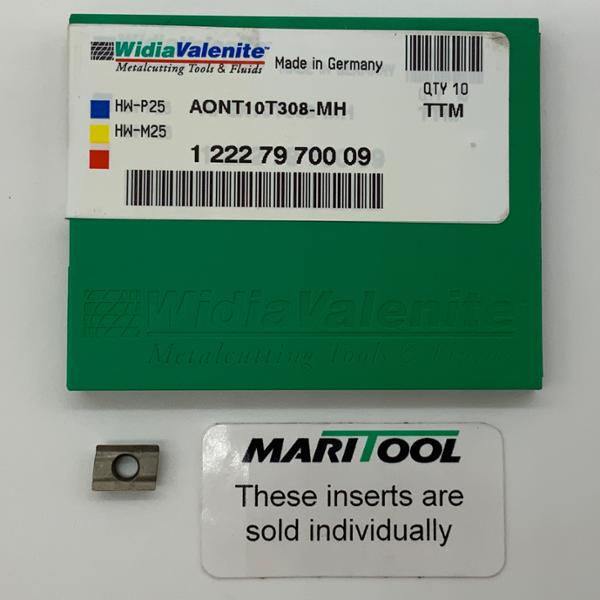 WidiaValenite™
Metalcutting Tools & Fluids
Made in Germany
QTY 10
HW-P25
AONT10T308-MH
TTM
HW-M25
1 222 79 700 09
WidiaValenite
Metalcutting Tools & Fluids
MARITOOL
These inserts are
sold individually